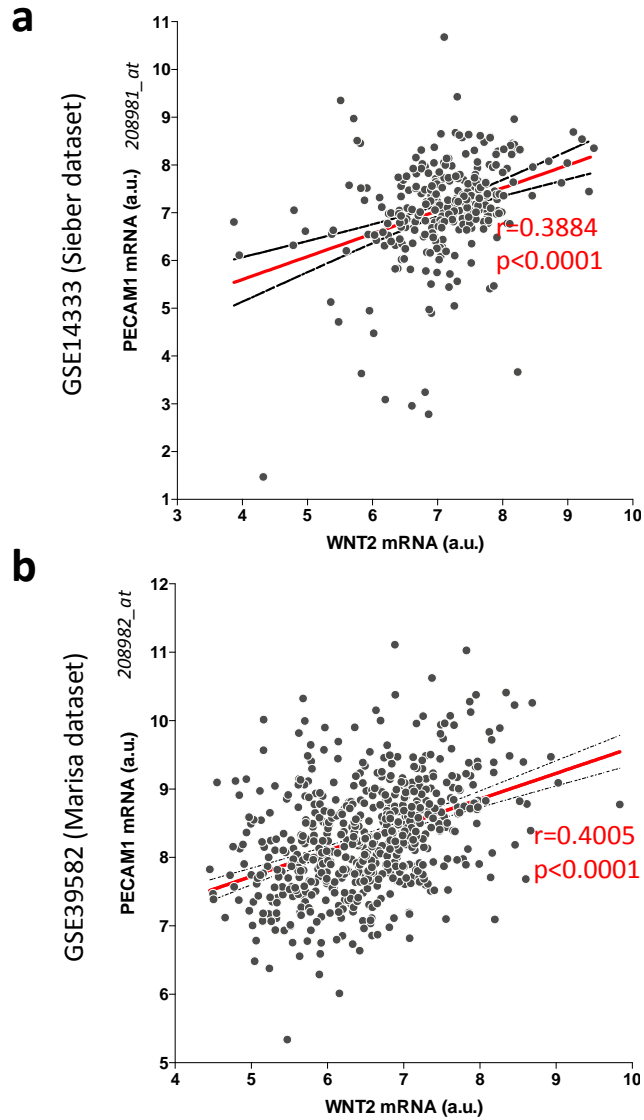 a
GSE14333 (Sieber dataset)
PECAM1 mRNA (a.u.)
208981_at
11
10
9
8
7
6
5
4
3
2
1
r=0.3884
p<0.0001
3
4
5
6
7
8
9
10
WNT2 mRNA (a.u.)
b
GSE39582 (Marisa dataset)
PECAM1 mRNA (a.u.)
208982_at
12
11
10
9
8
7
6
5
r=0.4005
p<0.0001
4
5
6
7
8
9
10
WNT2 mRNA (a.u.)